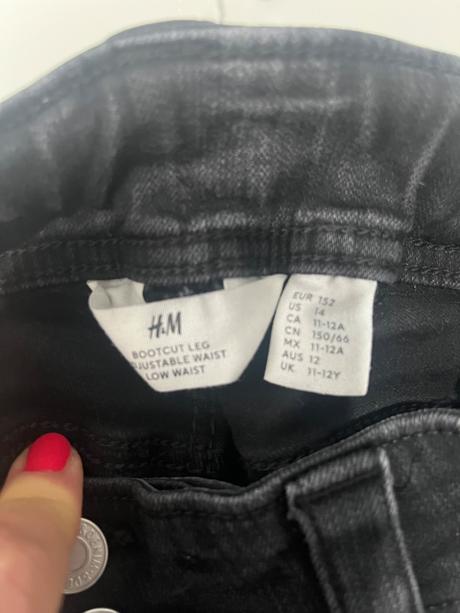 H&M
BOOTCUT LEG
JUSTABLE WAIST
LOW WAIST
EUR 152
US 14
CA 11-12A
CN 150/66
MX 11-12A
AUS 12
UK 11-12Y